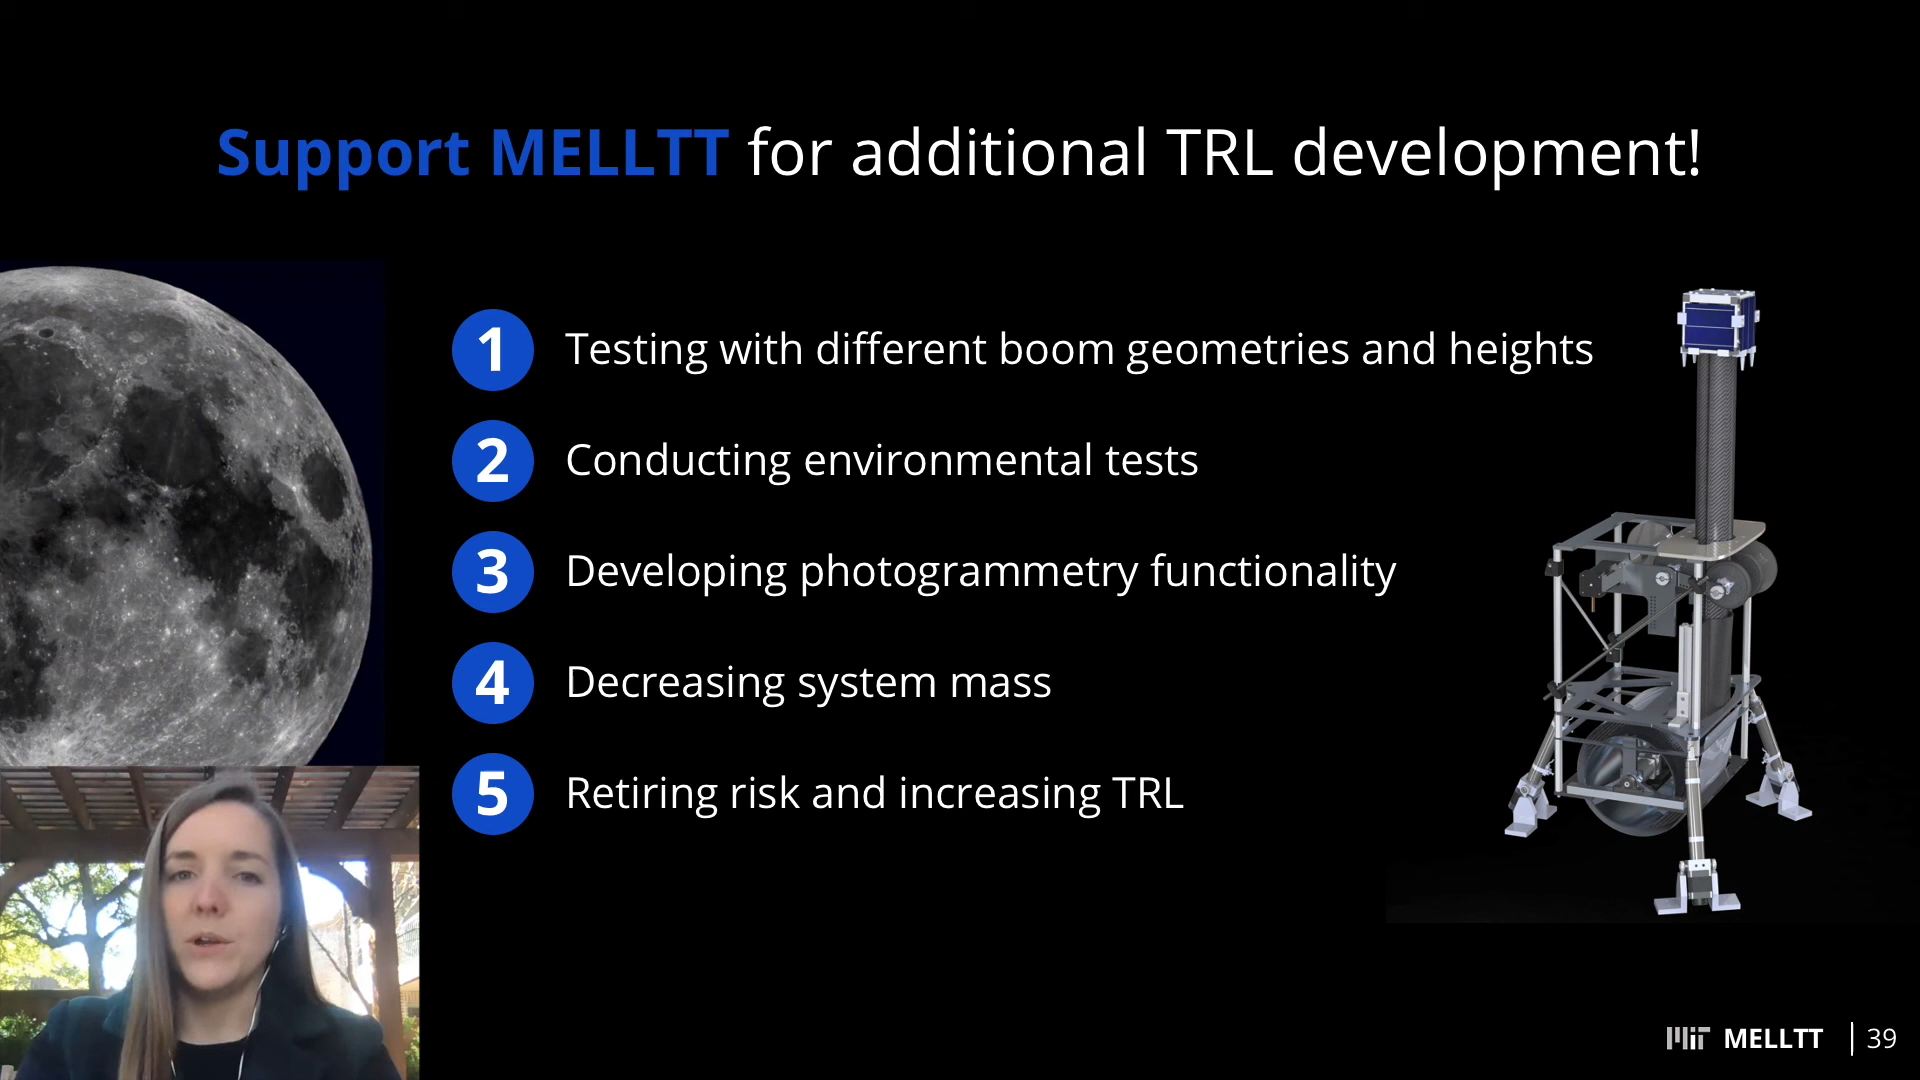 Support MELLTT for additional TRL development!
1 Testing with different boom geometries and heights
2 Conducting environmental tests
3 Developing photogrammetry functionality
4 Decreasing system mass
5 Retiring risk and increasing TRL
MIT MELLTT | 39